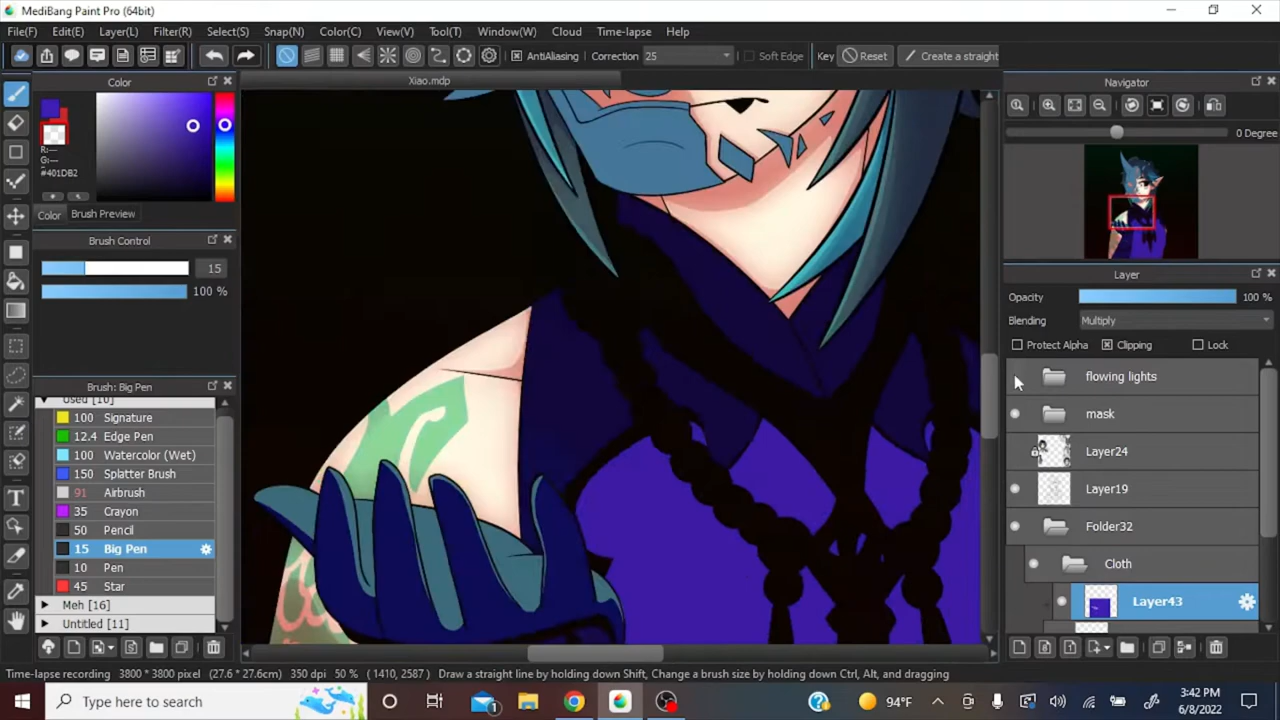 MediBang Paint Pro (64bit)
File(F) Edit(E) Layer(L) Filter(R) Select(S) Snap(N) Color(C) View(V) Tool(T) Window(W) Cloud Time-lapse Help
AntiAliasing Correction 25 Soft Edge Key Reset Create a straight
Color
Xiao.mdp
Navigator
R:---
G:---
#401DB2
0 Degree
Color Brush Preview
Brush Control
15
100 %
Layer
Opacity 100 %
Blending Multiply
Protect Alpha Clipping Lock
Brush: Big Pen
Used [10]
100 Signature
12.4 Edge Pen
100 Watercolor (Wet)
150 Splatter Brush
91 Airbrush
35 Crayon
50 Pencil
15 Big Pen
10 Pen
45 Star
Meh [16]
Untitled [11]
flowing lights
mask
Layer24
Layer19
Folder32
Cloth
Layer43
Temporary recording 3800 * 3800 pixel (27.6 * 27.6cm) 350 dpi 50 % (1410, 2587) Draw a straight line by holding down Shift, Change a brush size by holding down Ctrl, Alt, and dragging
Type here to search
1
94°F
3:42 PM
6/8/2022